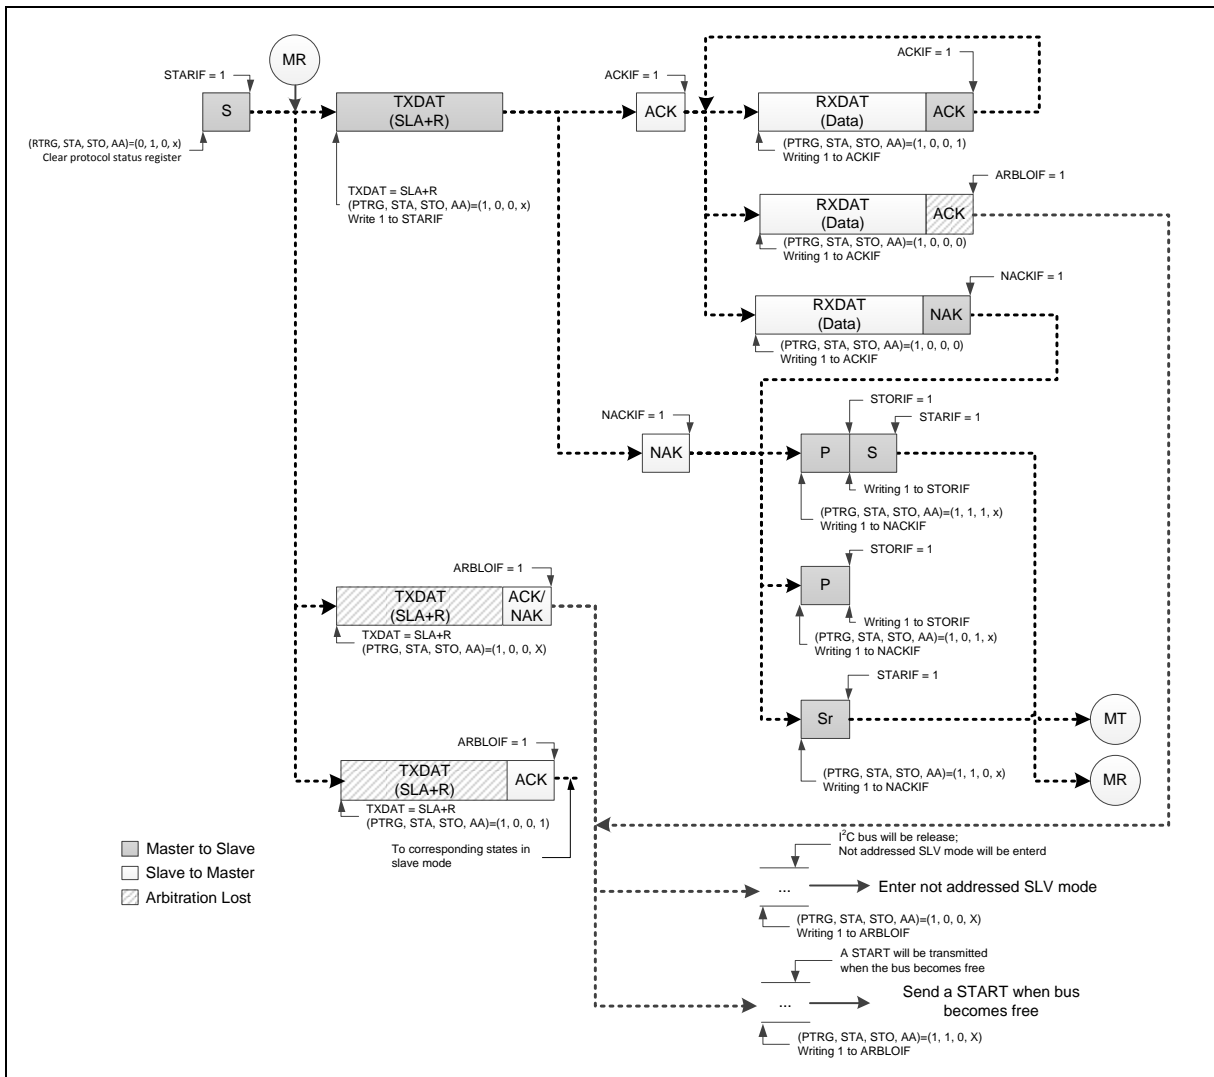 MR
STARIF = 1
S
(RTRG, STA, STO, AA)=(0, 1, 0, x)
Clear protocol status register
TXDAT
(SLA+R)
TXDAT = SLA+R
(PTRG, STA, STO, AA)=(1, 0, 0, x)
Write 1 to STARIF
ACKIF = 1
ACK
ACKIF = 1
RXDAT
(Data)
ACK
(PTRG, STA, STO, AA)=(1, 0, 0, 1)
Writing 1 to ACKIF
ARBLOIF = 1
RXDAT
(Data)
ACK
(PTRG, STA, STO, AA)=(1, 0, 0, 0)
Writing 1 to ACKIF
NACKIF = 1
RXDAT
(Data)
NAK
(PTRG, STA, STO, AA)=(1, 0, 0, 0)
Writing 1 to ACKIF
NACKIF = 1
NAK
STORIF = 1
STARIF = 1
P
S
Writing 1 to STORIF
(PTRG, STA, STO, AA)=(1, 1, 1, x)
Writing 1 to NACKIF
STORIF = 1
P
Writing 1 to STORIF
(PTRG, STA, STO, AA)=(1, 0, 1, x)
Writing 1 to NACKIF
STARIF = 1
Sr
(PTRG, STA, STO, AA)=(1, 1, 0, x)
Writing 1 to NACKIF
MT
MR
ARBLOIF = 1
TXDAT
(SLA+R)
ACK/
NAK
TXDAT = SLA+R
(PTRG, STA, STO, AA)=(1, 0, 0, X)
ARBLOIF = 1
TXDAT
(SLA+R)
ACK
TXDAT = SLA+R
(PTRG, STA, STO, AA)=(1, 0, 0, 1)
To corresponding states in
slave mode
Master to Slave
Slave to Master
Arbitration Lost
I²C bus will be release;
Not addressed SLV mode will be enterd
...
Enter not addressed SLV mode
(PTRG, STA, STO, AA)=(1, 0, 0, X)
Writing 1 to ARBLOIF
A START will be transmitted
when the bus becomes free
...
Send a START when bus
becomes free
(PTRG, STA, STO, AA)=(1, 1, 0, X)
Writing 1 to ARBLOIF